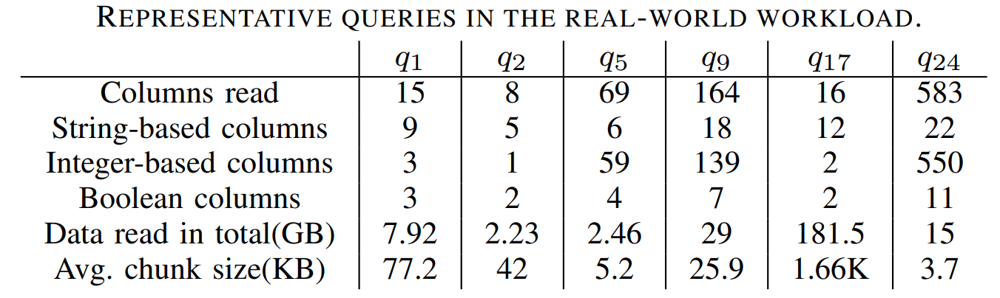 REPRESENTATIVE QUERIES IN THE REAL-WORLD WORKLOAD.
q1 q2 q5 q9 q17 q24
Columns read 15 8 69 164 16 583
String-based columns 9 5 6 18 12 22
Integer-based columns 3 1 59 139 2 550
Boolean columns 3 2 4 7 2 11
Data read in total(GB) 7.92 2.23 2.46 29 181.5 15
Avg. chunk size(KB) 77.2 42 5.2 25.9 1.66K 3.7